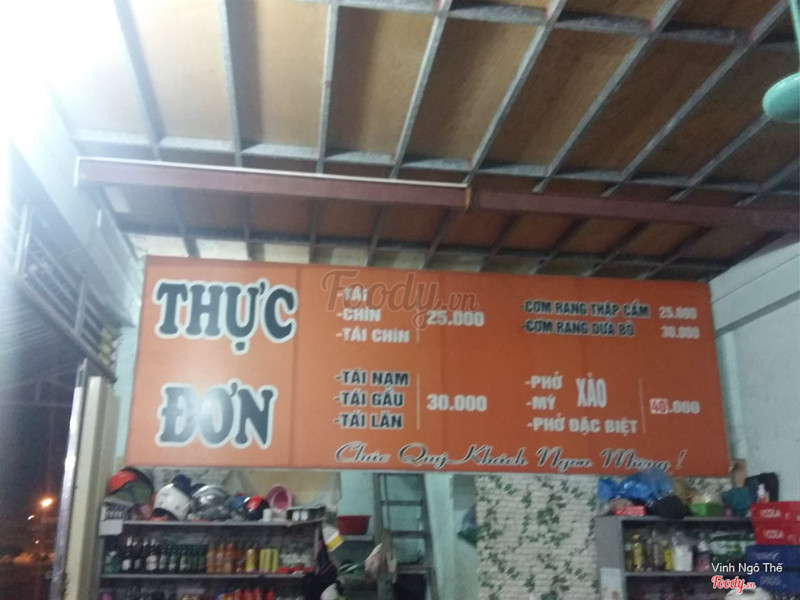 THỰC
ĐƠN
-TÁI
-CHÍN
-TÁI CHÍN
25.000
-TÁI NẠM
-TÁI GẦU
-TÁI LĂN
30.000
-CƠM RANG THẬP CẨM 25.000
-CƠM RANG DƯA BÒ 30.000
-PHỞ
-MỲ
XÀO
-PHỞ ĐẶC BIỆT
40.000
Chúc Quý Khách Ngon Miệng !
Foody.vn
VODLA
Vinh Ngô Thế
Foody.vn